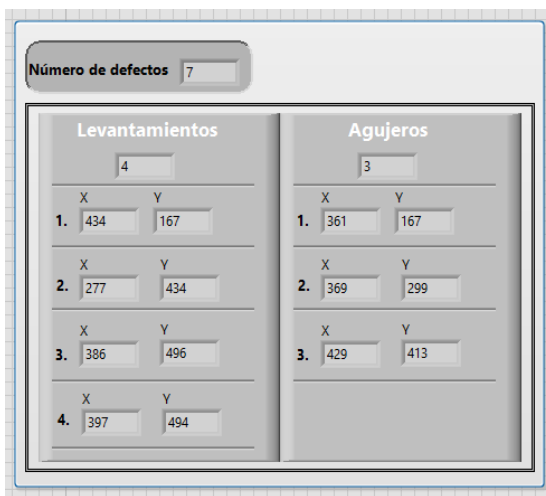 Número de defectos 7
Levantamientos
4
X Y
1. 434 167
X Y
2. 277 434
X Y
3. 386 496
X Y
4. 397 494
Agujeros
3
X Y
1. 361 167
X Y
2. 369 299
X Y
3. 429 413